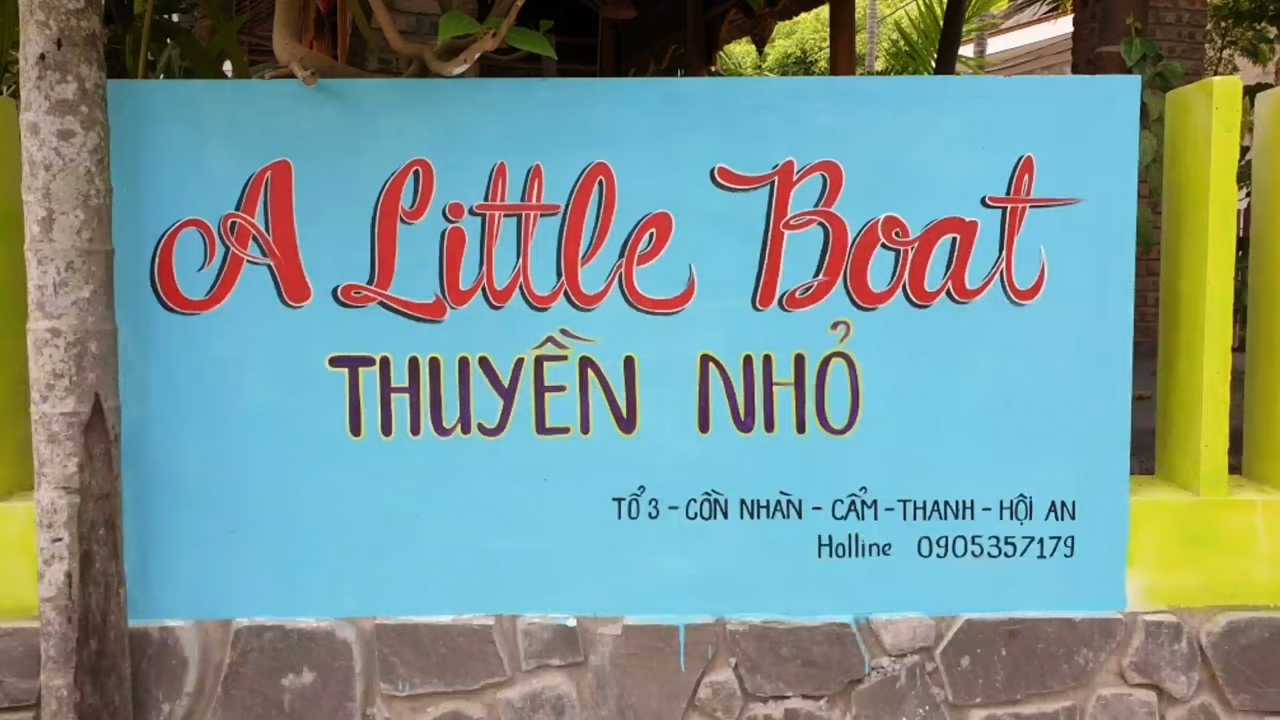 A Little Boat
THUYỀN NHỎ
TỔ 3 - CỒN NHÀN - CẨM - THANH - HỘI AN
Holline 0905357179